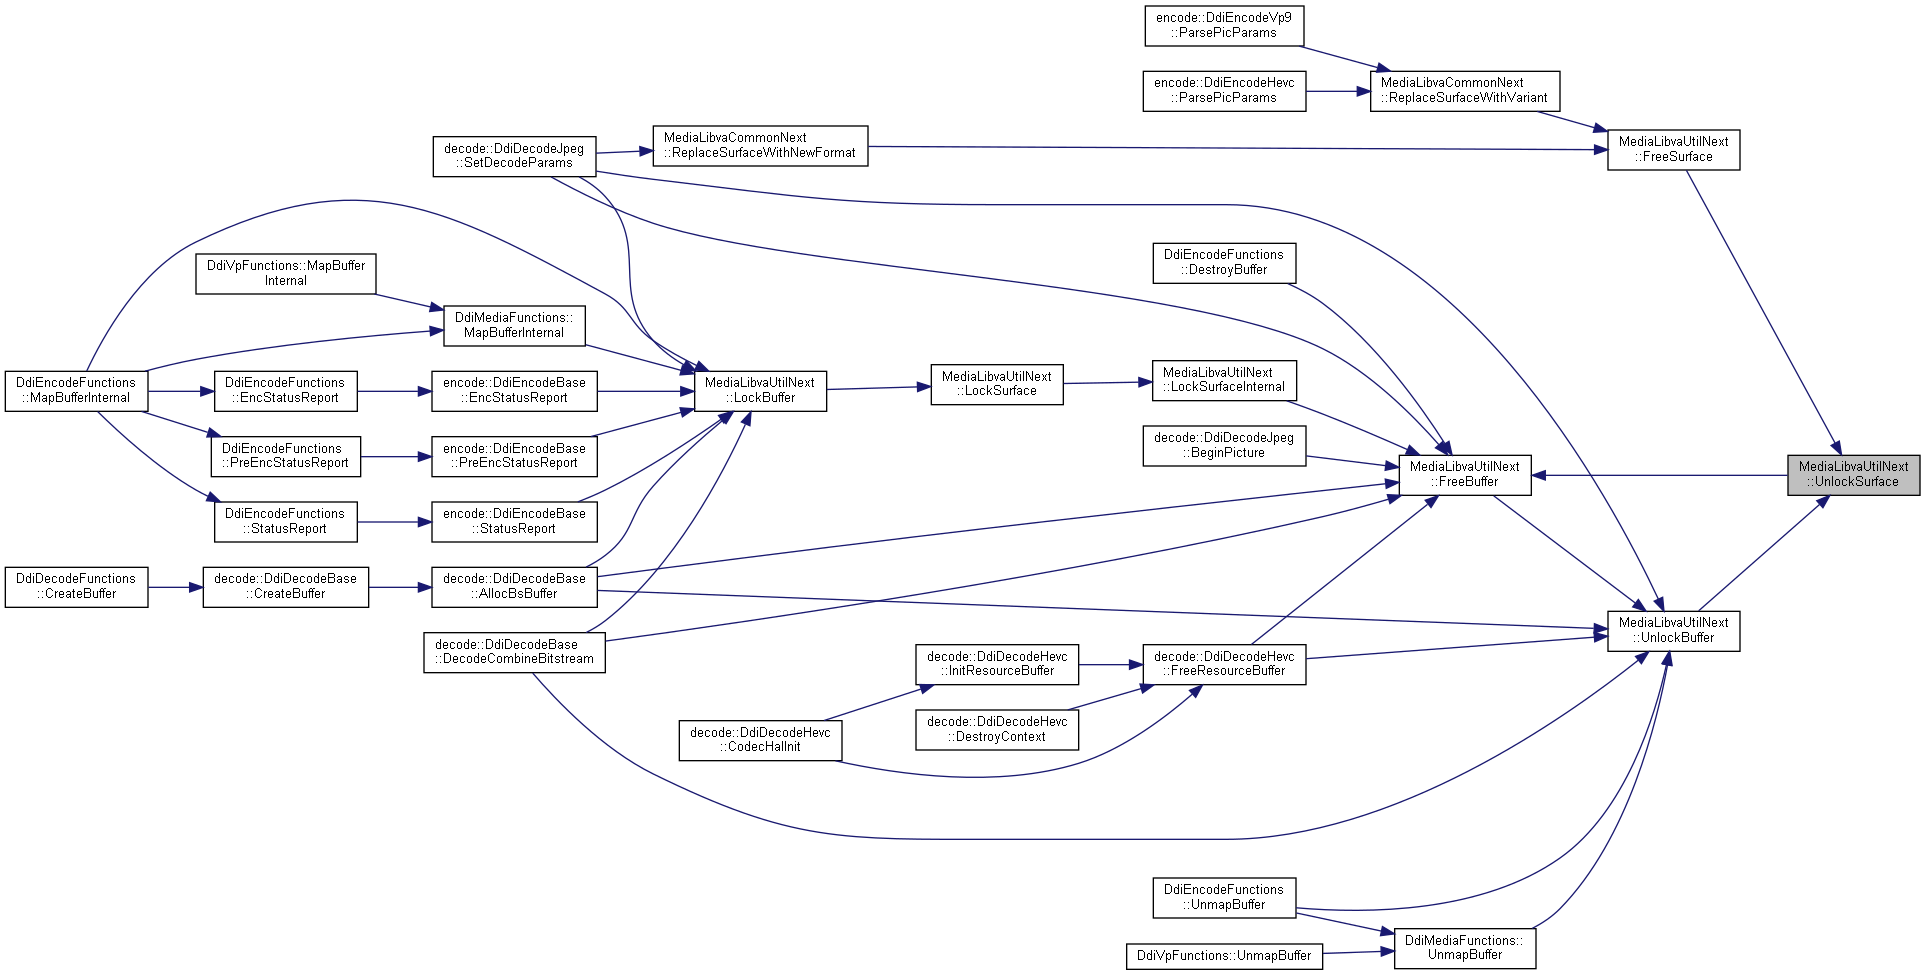 encode::DdiEncodeVp9
::ParsePicParams
encode::DdiEncodeHevc
::ParsePicParams
MediaLibvaCommonNext
::ReplaceSurfaceWithVariant
decode::DdiDecodeJpeg
::SetDecodeParams
MediaLibvaCommonNext
::ReplaceSurfaceWithNewFormat
MediaLibvaUtilNext
::FreeSurface
DdiVpFunctions::MapBuffer
Internal
DdiEncodeFunctions
::DestroyBuffer
DdiMediaFunctions::
MapBufferInternal
DdiEncodeFunctions
::MapBufferInternal
DdiEncodeFunctions
::EncStatusReport
encode::DdiEncodeBase
::EncStatusReport
MediaLibvaUtilNext
::LockBuffer
MediaLibvaUtilNext
::LockSurface
MediaLibvaUtilNext
::LockSurfaceInternal
DdiEncodeFunctions
::PreEncStatusReport
encode::DdiEncodeBase
::PreEncStatusReport
decode::DdiDecodeJpeg
::BeginPicture
MediaLibvaUtilNext
::FreeBuffer
MediaLibvaUtilNext
::UnlockSurface
DdiEncodeFunctions
::StatusReport
encode::DdiEncodeBase
::StatusReport
DdiDecodeFunctions
::CreateBuffer
decode::DdiDecodeBase
::CreateBuffer
decode::DdiDecodeBase
::AllocBsBuffer
decode::DdiDecodeBase
::DecodeCombineBitstream
decode::DdiDecodeHevc
::InitResourceBuffer
decode::DdiDecodeHevc
::FreeResourceBuffer
MediaLibvaUtilNext
::UnlockBuffer
decode::DdiDecodeHevc
::CodecHalInit
decode::DdiDecodeHevc
::DestroyContext
DdiEncodeFunctions
::UnmapBuffer
DdiVpFunctions::UnmapBuffer
DdiMediaFunctions::
UnmapBuffer